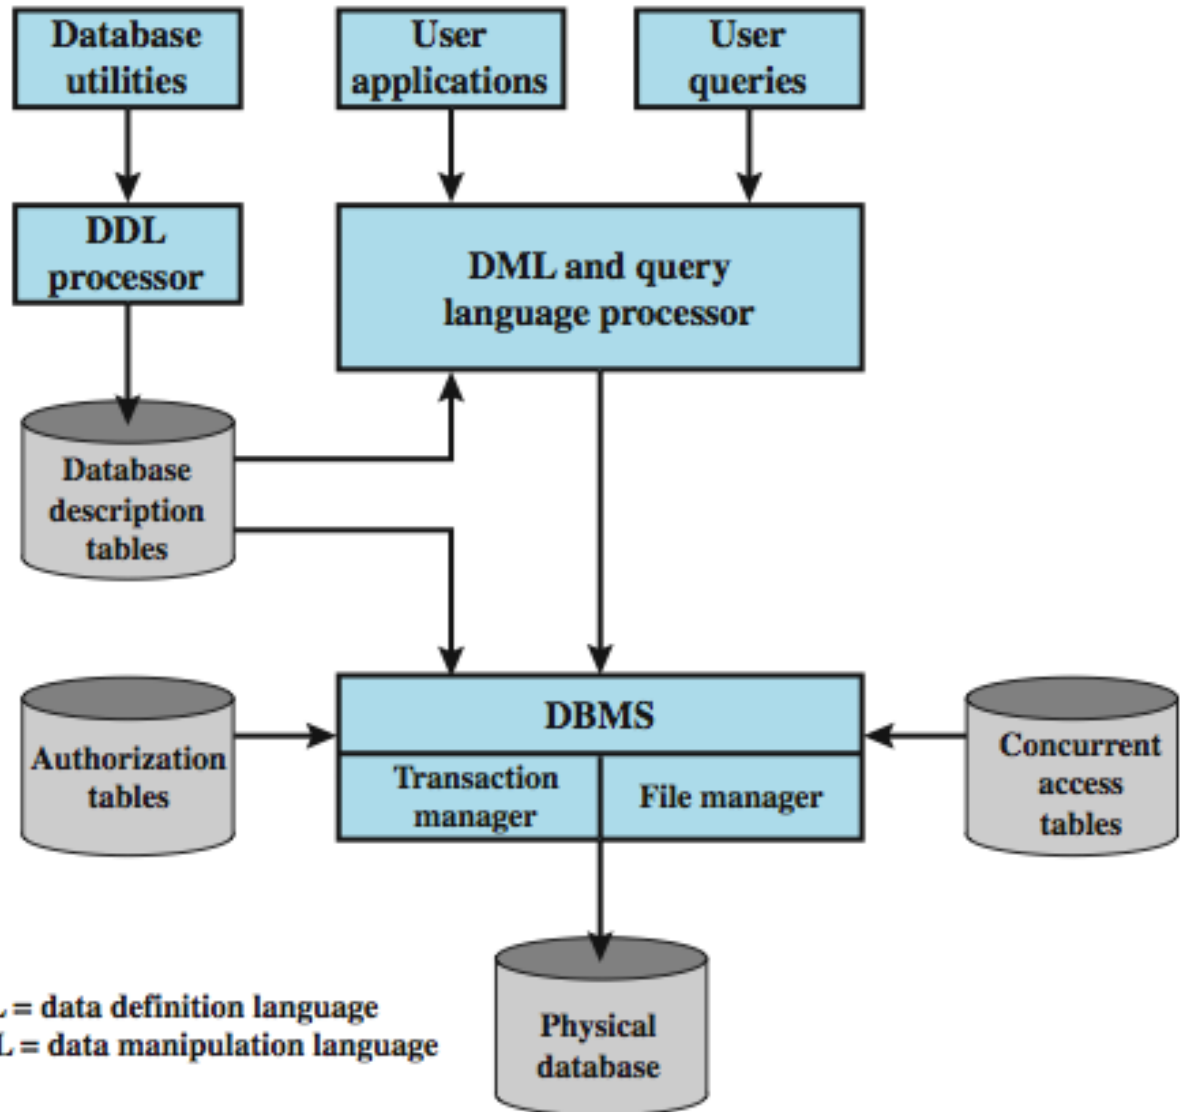 Database
utilities
User
applications
User
queries
DDL
processor
DML and query
language processor
Database
description
tables
DBMS
Transaction
manager
File manager
Authorization
tables
Concurrent
access
tables
Physical
database
L = data definition language
L = data manipulation language